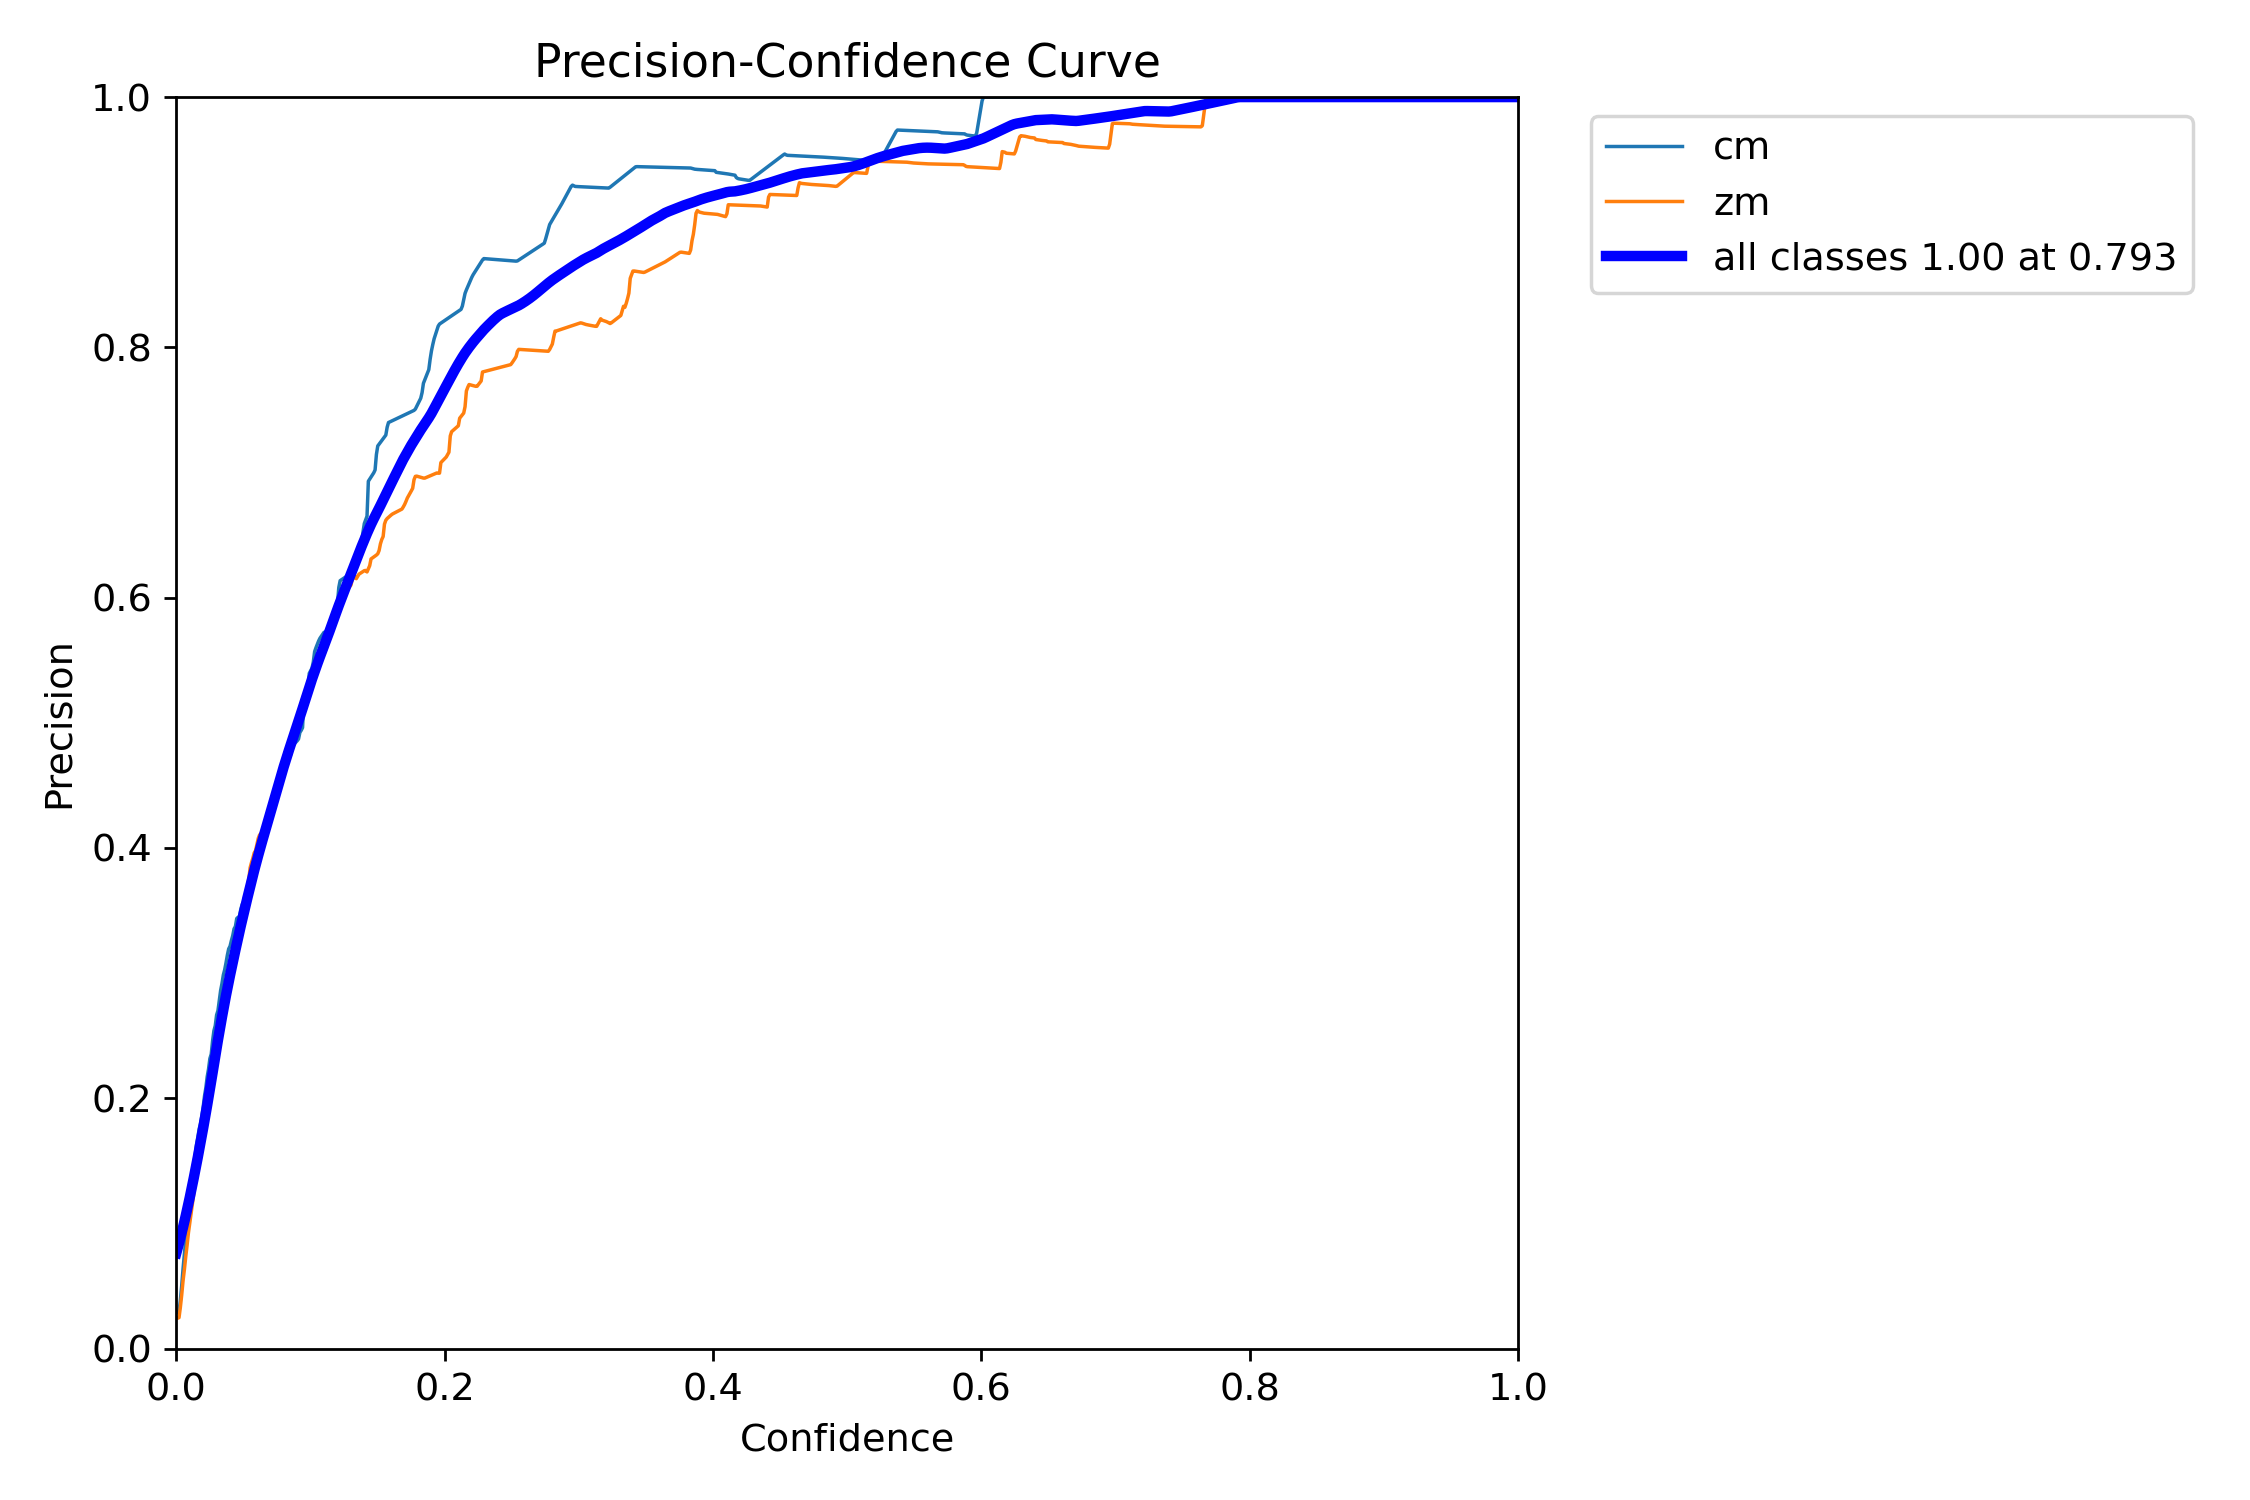 Precision-Confidence Curve
1.0
0.8
0.6
0.4
0.2
0.0
Precision
0.0 0.2 0.4 0.6 0.8 1.0
Confidence
cm
zm
all classes 1.00 at 0.793